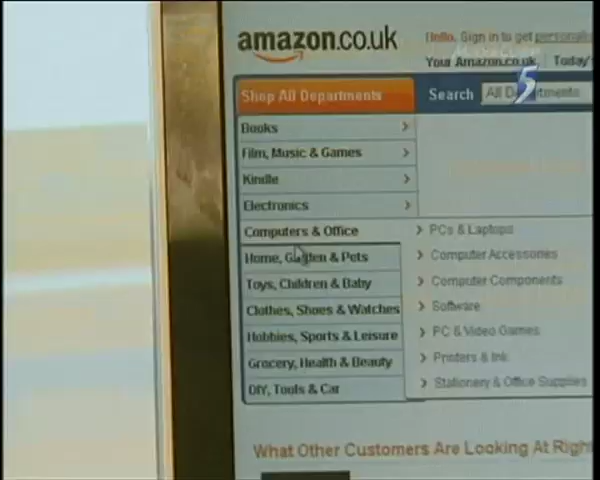 amazon.co.uk
Hello. Sign in to get personalis
Your Amazon.co.uk
Today's
Shop All Departments
Search
All Departments
5
Books
Film, Music & Games
Kindle
Electronics
Computers & Office
Home, Garden & Pets
Toys, Children & Baby
Clothes, Shoes & Watches
Hobbies, Sports & Leisure
Grocery, Health & Beauty
DIY, Tools & Car
PCs & Laptops
Computer Accessories
Computer Components
Software
PC & Video Games
Printers & Ink
Stationery & Office Supplies
What Other Customers Are Looking At Right